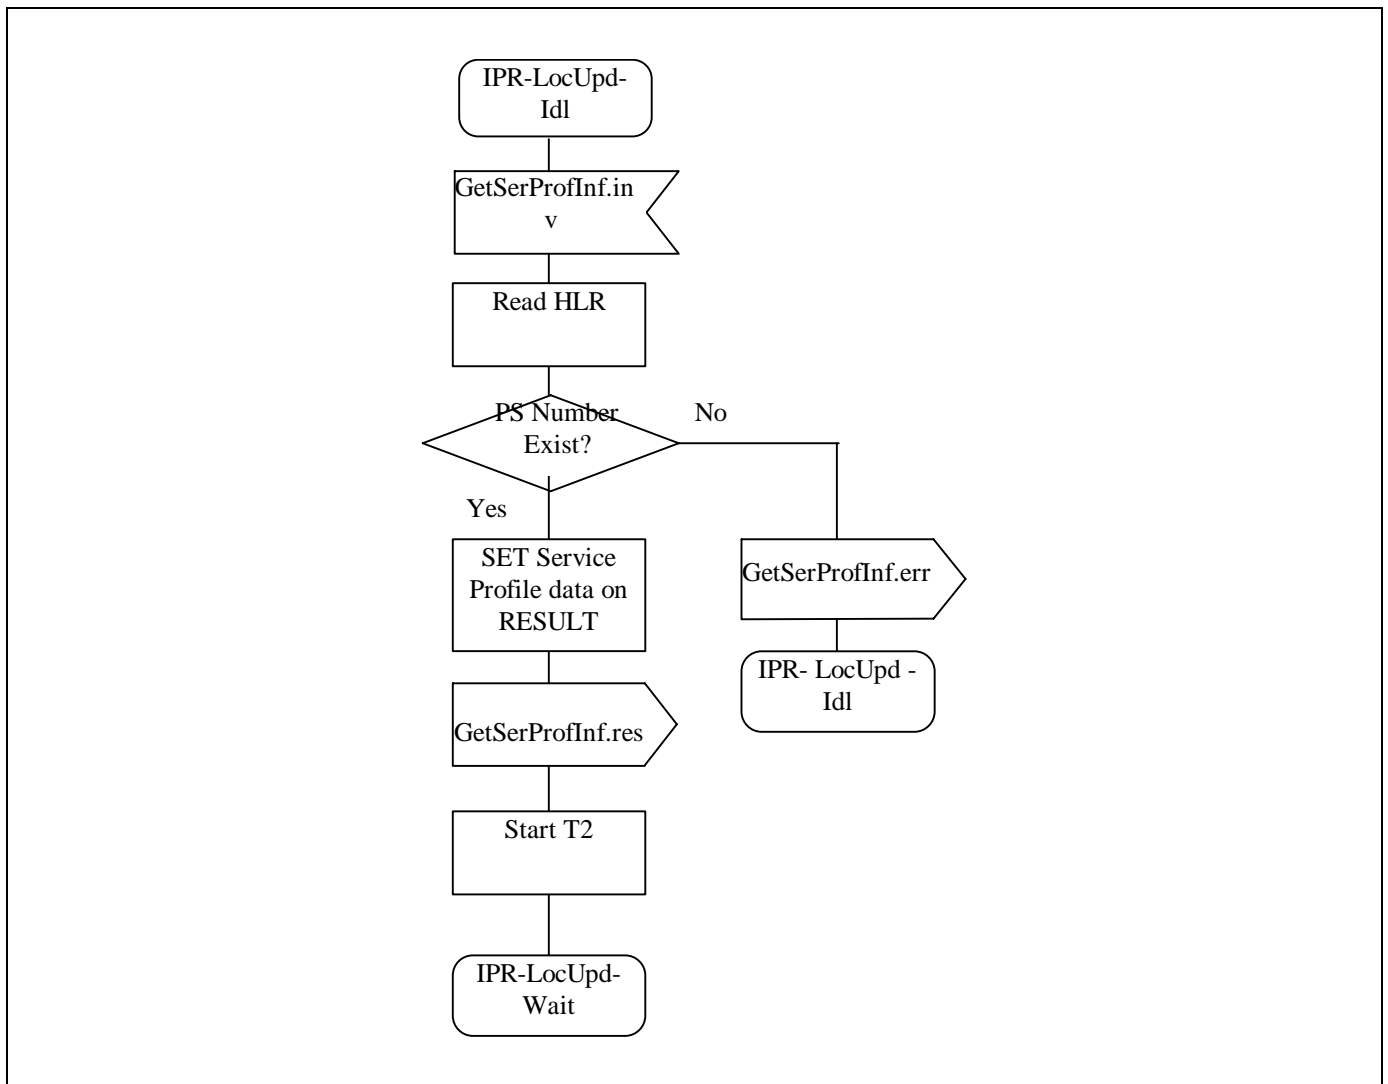 IPR-LocUpd-
Idl
GetSerProfInf.in
v
Read HLR
PS Number
Exist?
No
Yes
SET Service
Profile data on
RESULT
GetSerProfInf.err
IPR- LocUpd -
Idl
GetSerProfInf.res
Start T2
IPR-LocUpd-
Wait